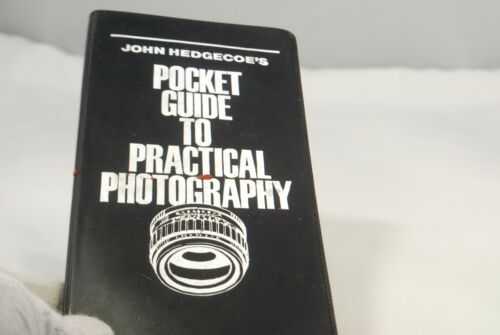 JOHN HEDGECOE'S
POCKET
GUIDE
TO
PRACTICAL
PHOTOGRAPHY